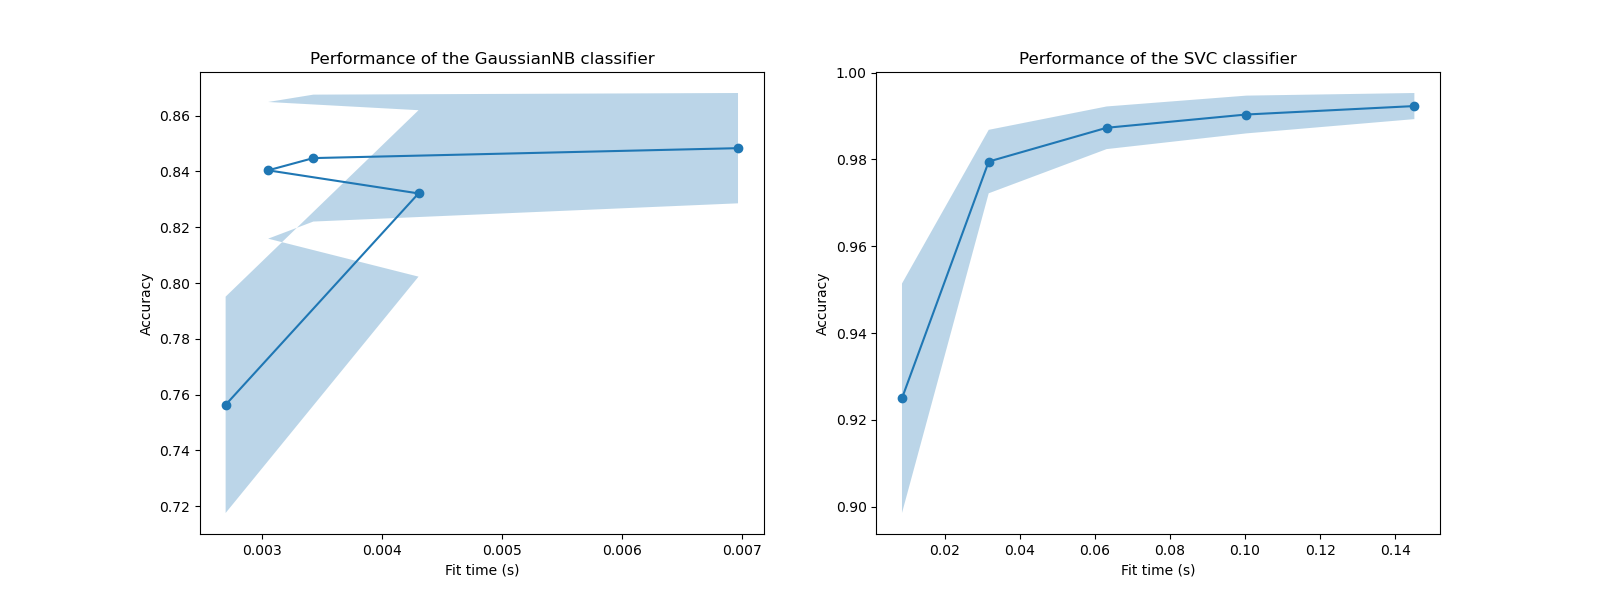 Performance of the GaussianNB classifier
0.86
0.84
0.82
0.80
0.78
0.76
0.74
0.72
Accuracy
0.003 0.004 0.005 0.006 0.007
Fit time (s)
Performance of the SVC classifier
1.00
0.98
0.96
0.94
0.92
0.90
Accuracy
0.02 0.04 0.06 0.08 0.10 0.12 0.14
Fit time (s)